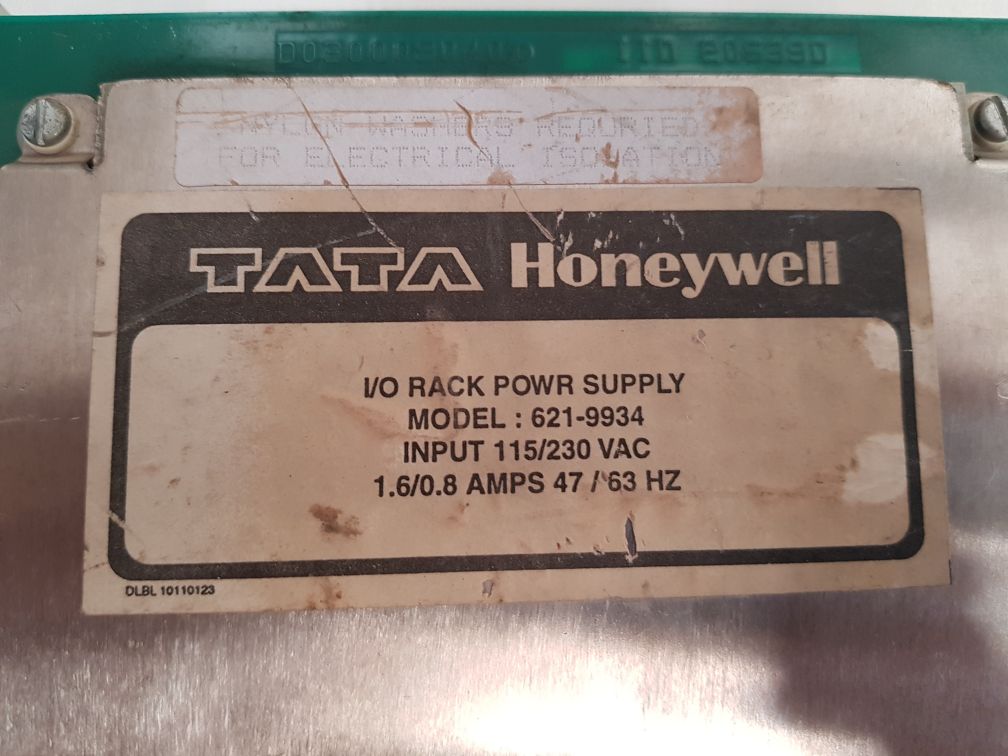 NYLON WASHERS REQUIRED
FOR ELECTRICAL ISOLATION
TATA Honeywell
I/O RACK POWR SUPPLY
MODEL : 621-9934
INPUT 115/230 VAC
1.6/0.8 AMPS 47 / 63 HZ
DLBL 10110123